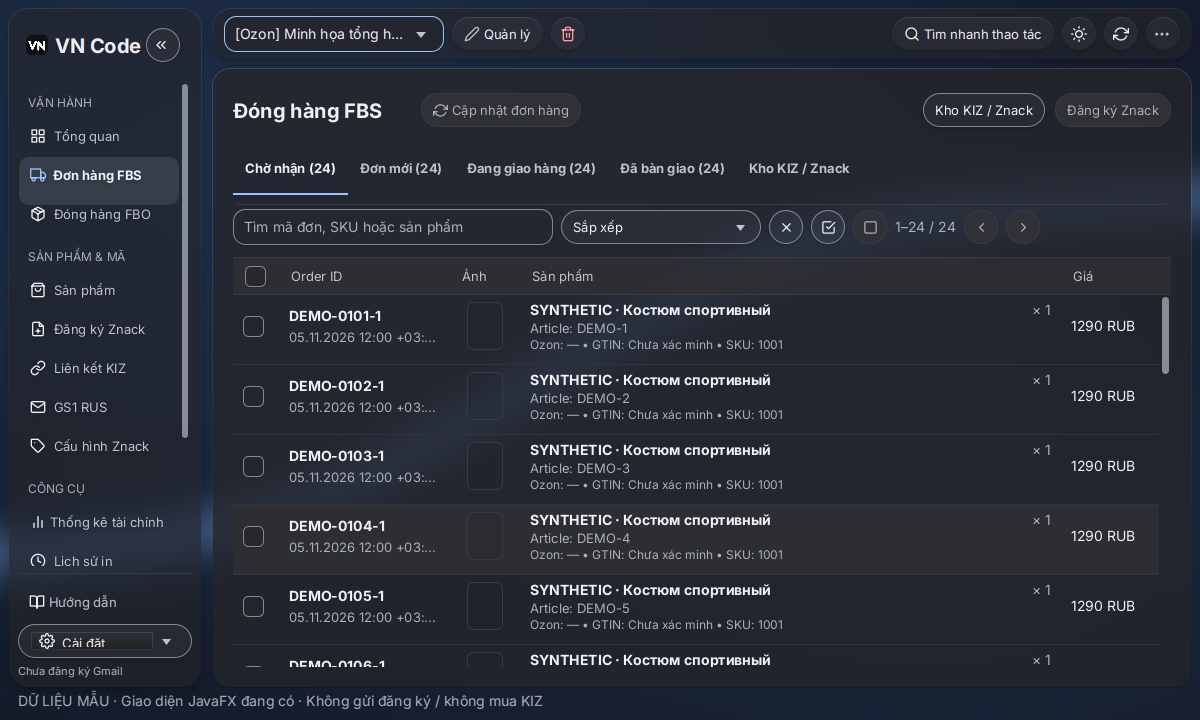 VN VN Code
[Ozon] Minh họa tổng h...
Quản lý
Tìm nhanh thao tác
VẬN HÀNH
Tổng quan
Đơn hàng FBS
Đóng hàng FBO
SẢN PHẨM & MÃ
Sản phẩm
Đăng ký Znack
Liên kết KIZ
GS1 RUS
Cấu hình Znack
CÔNG CỤ
Thống kê tài chính
Lịch sử in
Hướng dẫn
Cài đặt
Chưa đăng ký Gmail
Đóng hàng FBS
Cập nhật đơn hàng
Kho KIZ / Znack
Đăng ký Znack
Chờ nhận (24)
Đơn mới (24)
Đang giao hàng (24)
Đã bàn giao (24)
Kho KIZ / Znack
Tìm mã đơn, SKU hoặc sản phẩm
Sắp xếp
1–24 / 24
Order ID
Ảnh
Sản phẩm
Giá
DEMO-0101-1
05.11.2026 12:00 +03:...
SYNTHETIC · Костюм спортивный
Article: DEMO-1
Ozon: — • GTIN: Chưa xác minh • SKU: 1001
× 1
1290 RUB
DEMO-0102-1
05.11.2026 12:00 +03:...
SYNTHETIC · Костюм спортивный
Article: DEMO-2
Ozon: — • GTIN: Chưa xác minh • SKU: 1001
× 1
1290 RUB
DEMO-0103-1
05.11.2026 12:00 +03:...
SYNTHETIC · Костюм спортивный
Article: DEMO-3
Ozon: — • GTIN: Chưa xác minh • SKU: 1001
× 1
1290 RUB
DEMO-0104-1
05.11.2026 12:00 +03:...
SYNTHETIC · Костюм спортивный
Article: DEMO-4
Ozon: — • GTIN: Chưa xác minh • SKU: 1001
× 1
1290 RUB
DEMO-0105-1
05.11.2026 12:00 +03:...
SYNTHETIC · Костюм спортивный
Article: DEMO-5
Ozon: — • GTIN: Chưa xác minh • SKU: 1001
× 1
1290 RUB
DEMO-0106-1
SYNTHETIC · Костюм спортивный
× 1
DỮ LIỆU MẪU · Giao diện JavaFX đang có · Không gửi đăng ký / không mua KIZ